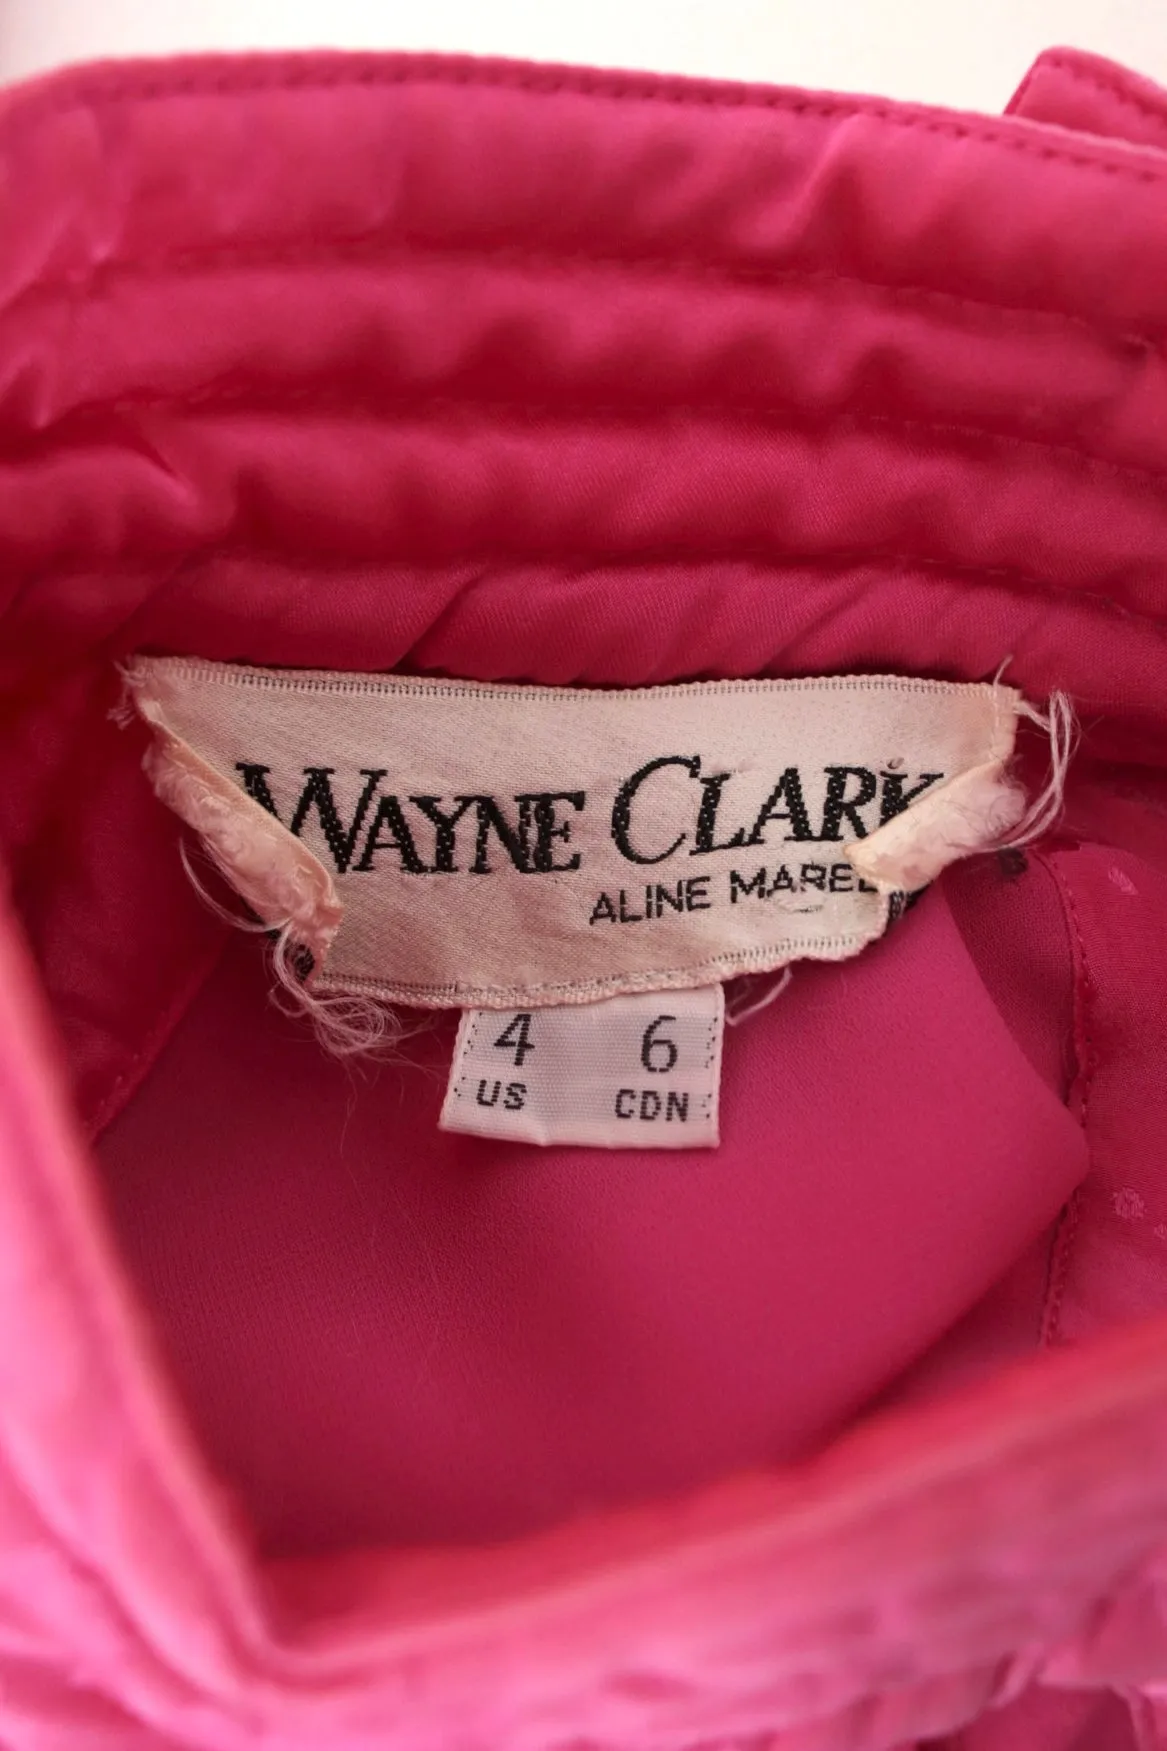 WAYNE CLARK
ALINE MAREL
4 6
US CDN